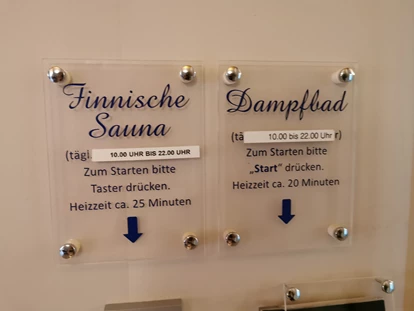 Finnische
Sauna
(tägl. 10.00 UHR BIS 22.00 UHR
Zum Starten bitte
Taster drücken.
Heizzeit ca. 25 Minuten
Dampfbad
(tä 10.00 bis 22.00 Uhr r)
Zum Starten bitte
„Start“ drücken.
Heizzeit ca. 20 Minuten